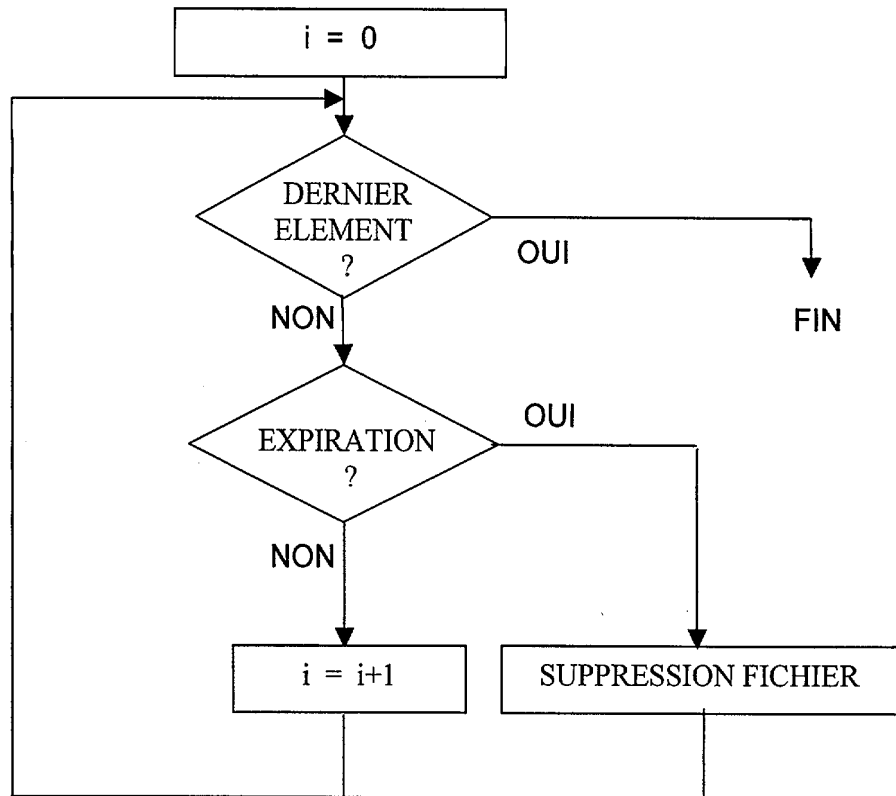 i = 0
DERNIER
ELEMENT
?
OUI
NON
FIN
OUI
EXPIRATION
?
NON
i = i+1
SUPPRESSION FICHIER